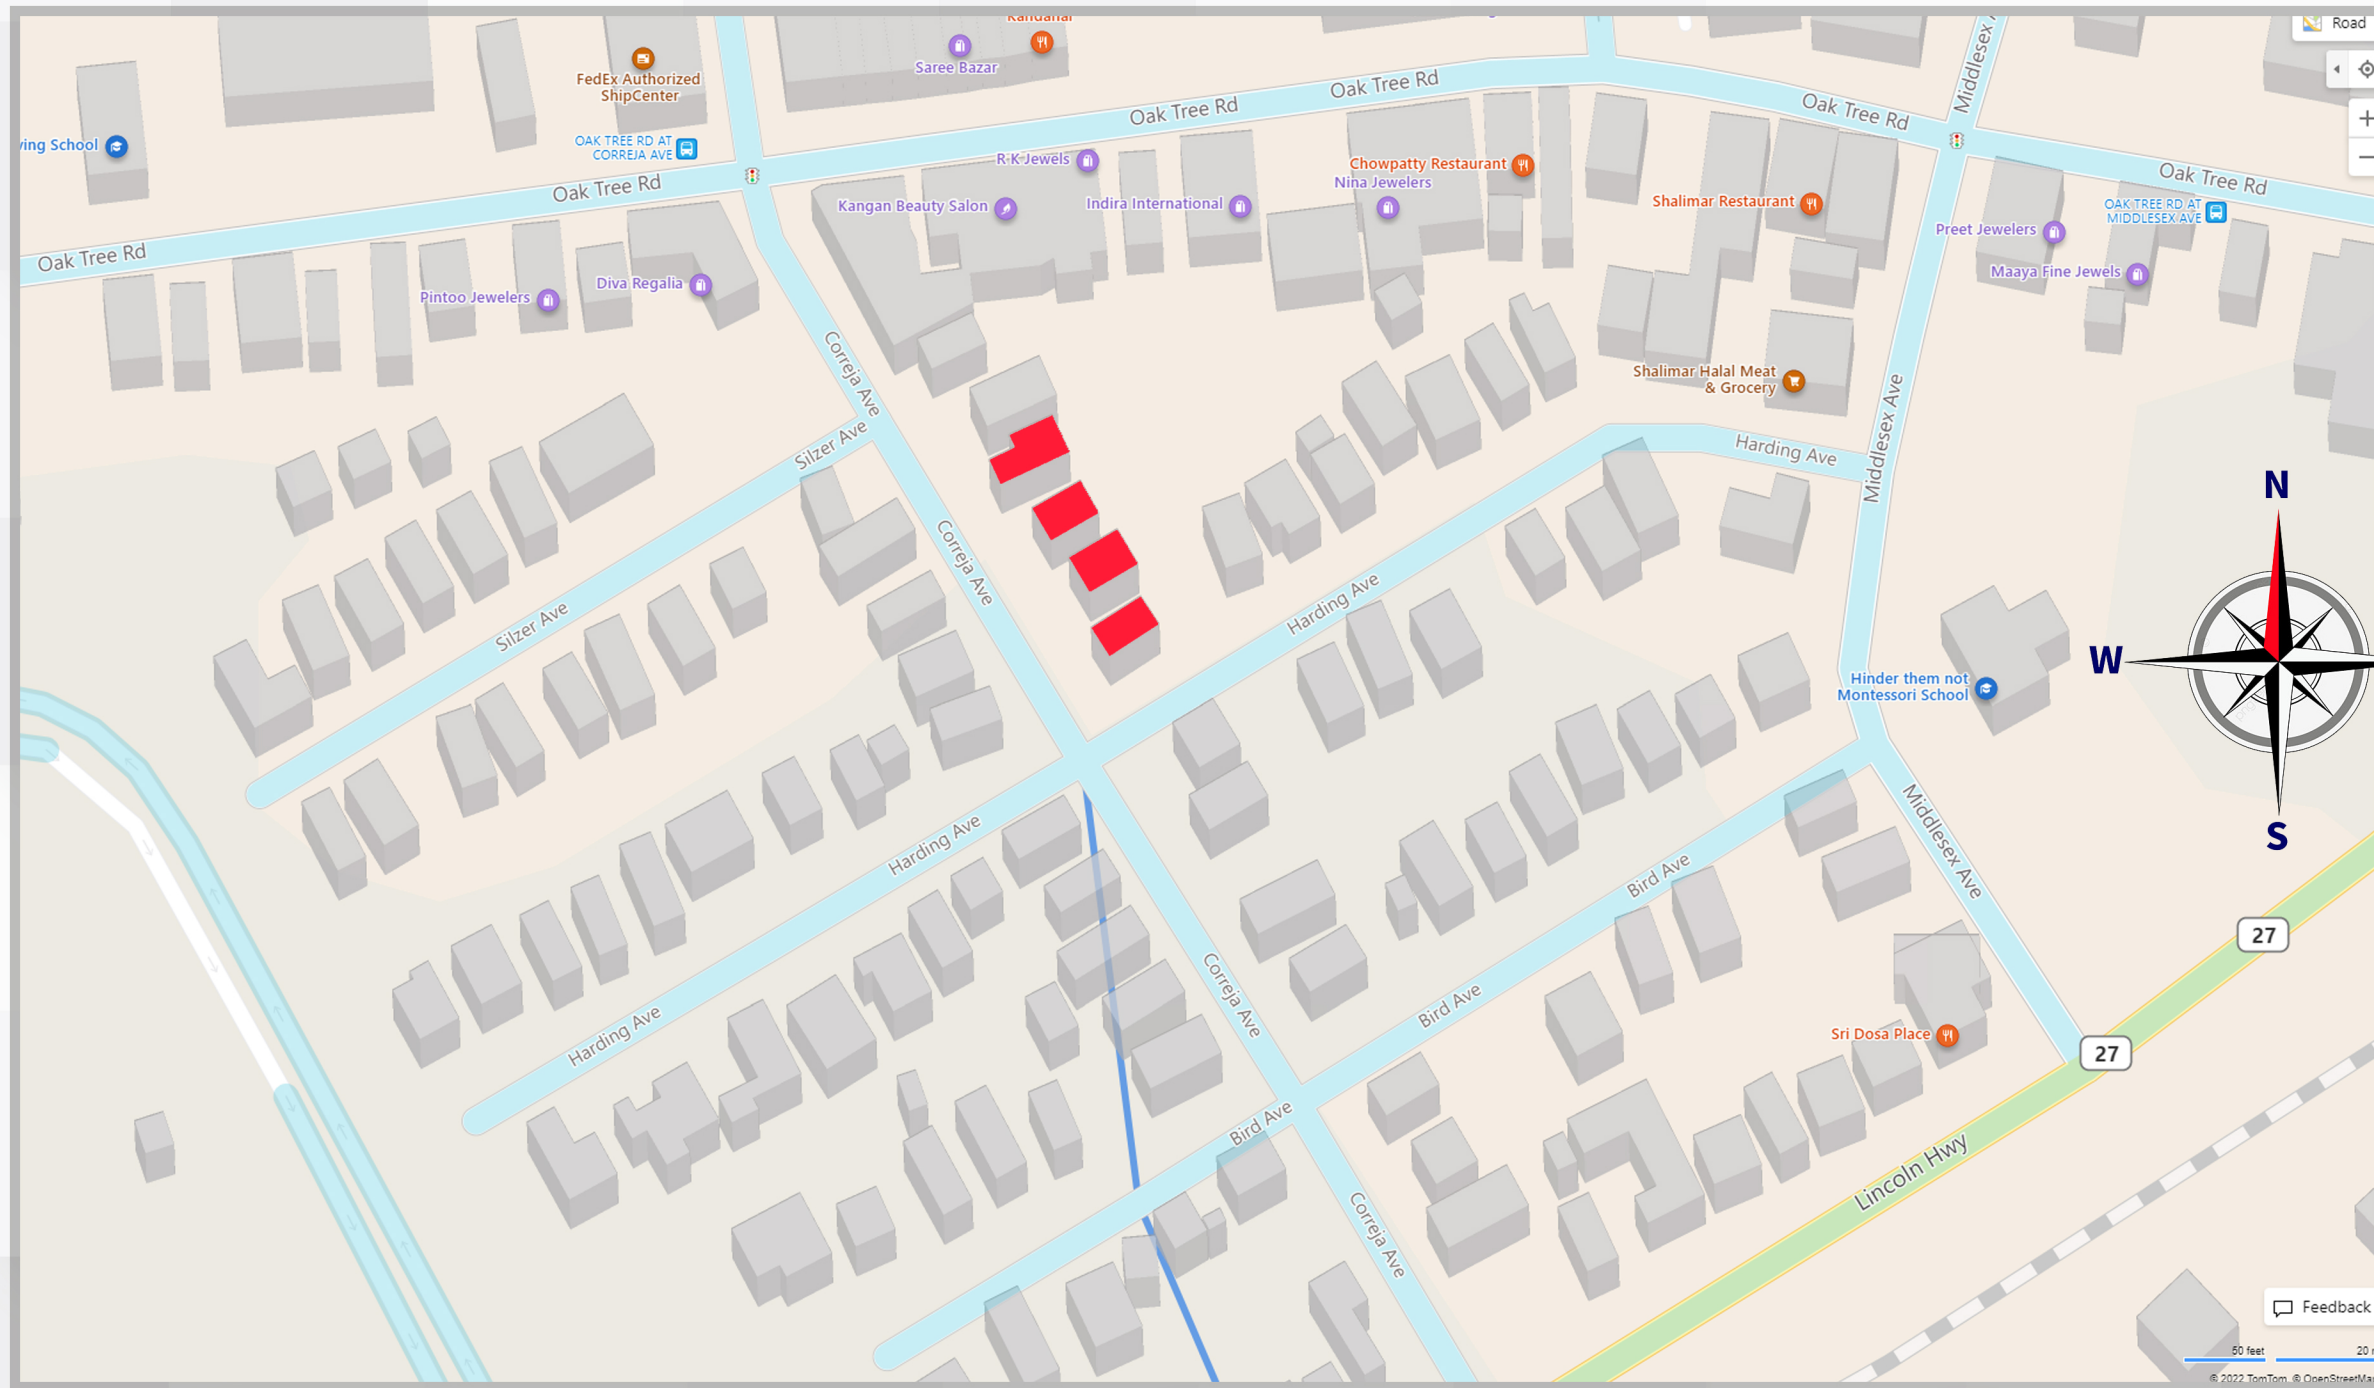 Kandahar
Saree Bazar
FedEx Authorized
ShipCenter
Road
Oak Tree Rd
Oak Tree Rd
Oak Tree Rd
Middlesex
ving School
OAK TREE RD AT
CORREJA AVE
R K Jewels
Chowpatty Restaurant
Nina Jewelers
Oak Tree Rd
Oak Tree Rd
Kangan Beauty Salon
Indira International
Shalimar Restaurant
OAK TREE RD AT
MIDDLESEX AVE
Preet Jewelers
Oak Tree Rd
Maaya Fine Jewels
Pintoo Jewelers
Diva Regalia
Correja Ave
Shalimar Halal Meat
& Grocery
Middlesex Ave
Silzer Ave
Harding Ave
N
Correja Ave
Silzer Ave
Harding Ave
W
Hinder them not
Montessori School
Harding Ave
Middlesex Ave
S
Bird Ave
27
Correja Ave
Bird Ave
Harding Ave
Sri Dosa Place
27
Bird Ave
Lincoln Hwy
Correja Ave
Feedback
50 feet
20
© 2022 TomTom, © OpenStreetMa